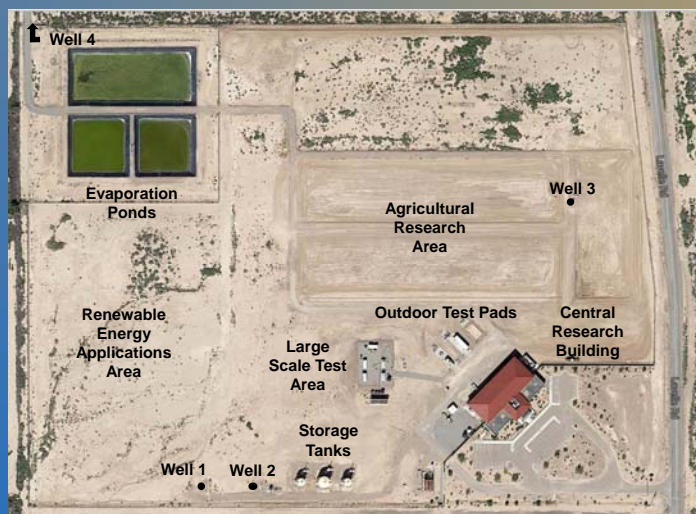 Well 4
Evaporation
Ponds
Well 3
Agricultural
Research
Area
Renewable
Energy
Applications
Area
Outdoor Test Pads
Central
Research
Building
Large
Scale Test
Area
Storage
Tanks
Well 1
Well 2